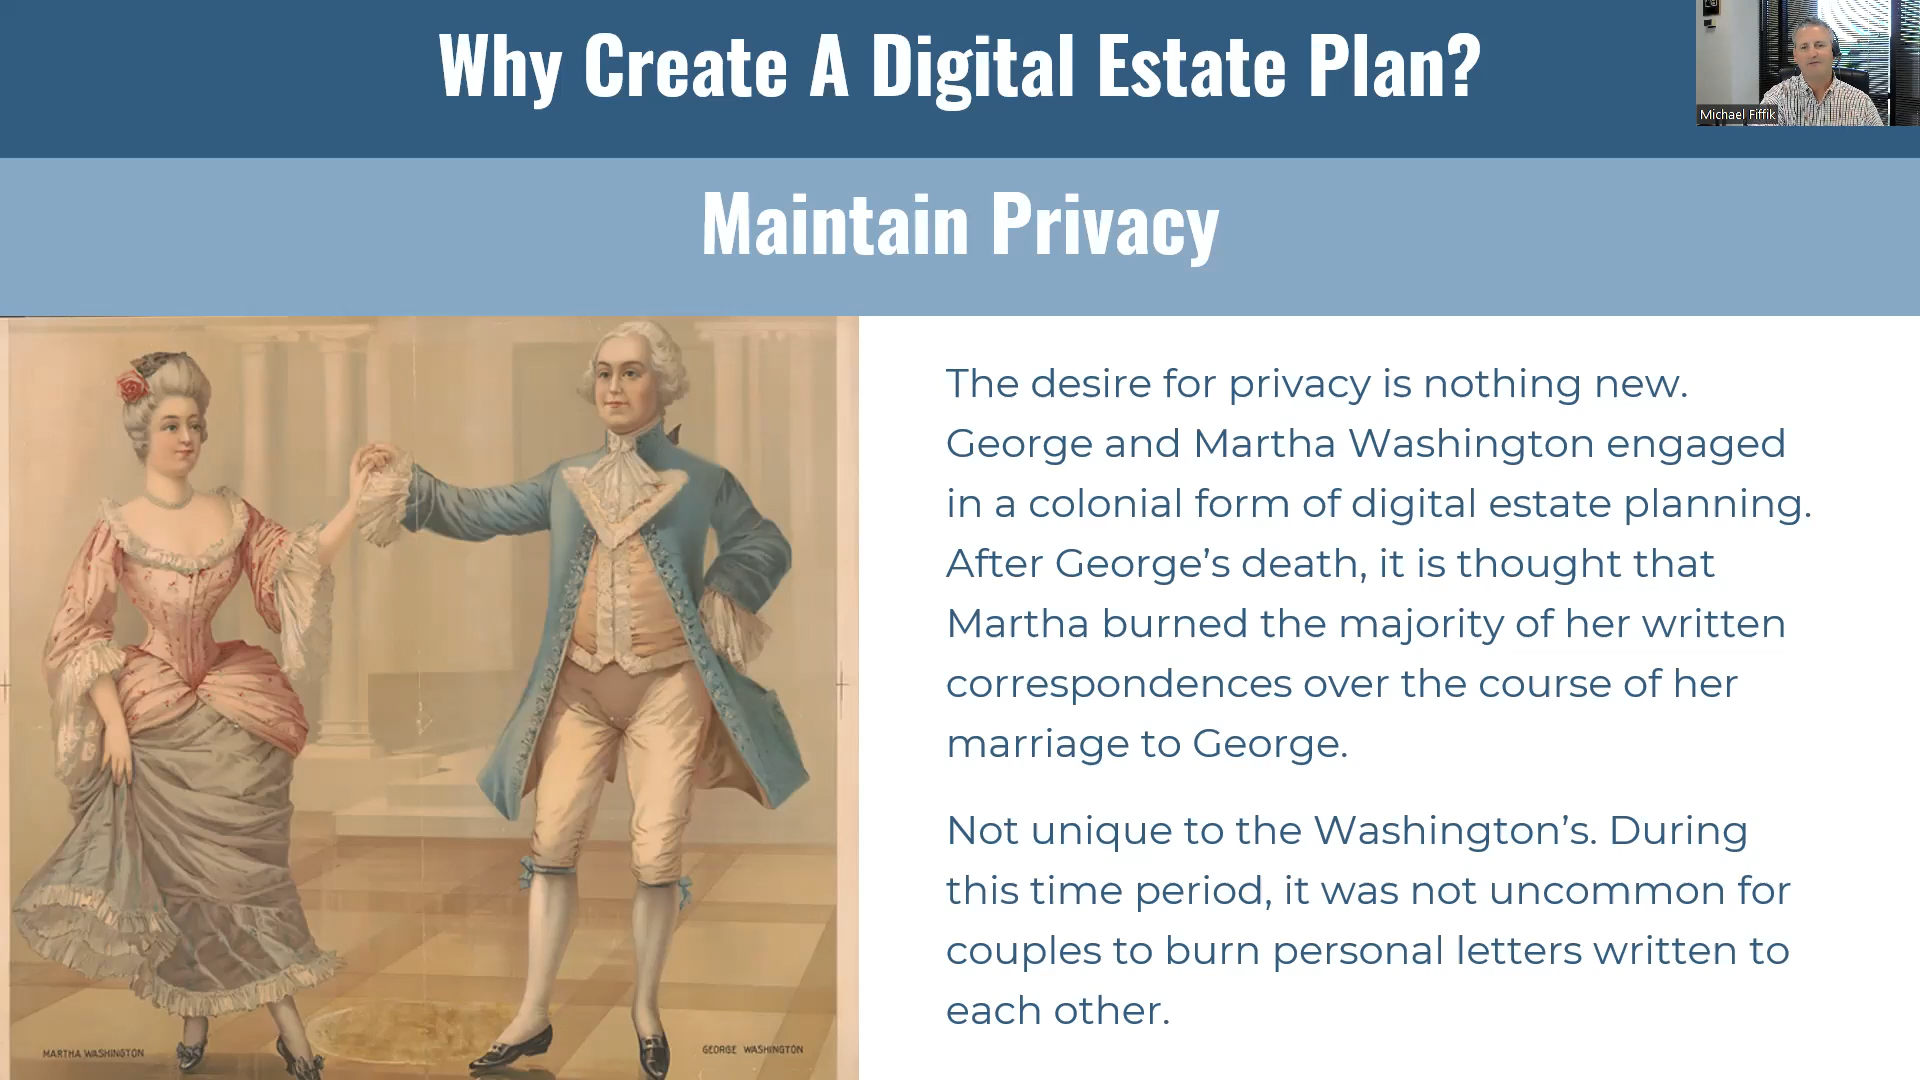 Why Create A Digital Estate Plan?
Michael Fiffik
Maintain Privacy
The desire for privacy is nothing new.
George and Martha Washington engaged
in a colonial form of digital estate planning.
After George’s death, it is thought that
Martha burned the majority of her written
correspondences over the course of her
marriage to George.
Not unique to the Washington’s. During
this time period, it was not uncommon for
couples to burn personal letters written to
each other.
MARTHA WASHINGTON
GEORGE WASHINGTON